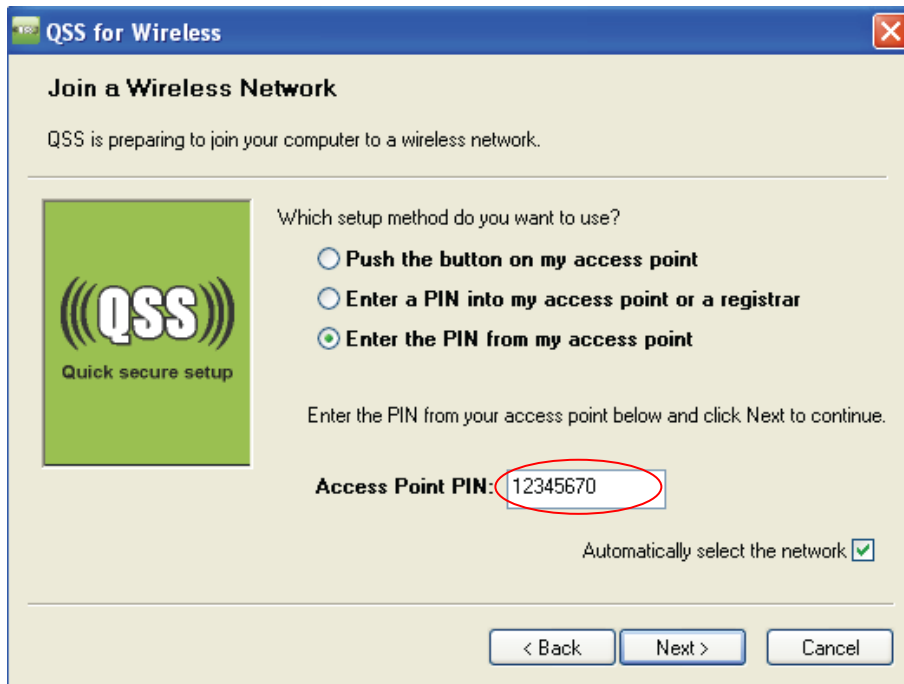 QSS for Wireless
Join a Wireless Network
QSS is preparing to join your computer to a wireless network.
Which setup method do you want to use?
Push the button on my access point
Enter a PIN into my access point or a registrar
Enter the PIN from my access point
QSS
Quick secure setup
Enter the PIN from your access point below and click Next to continue.
Access Point PIN: 12345670
Automatically select the network
< Back Next > Cancel